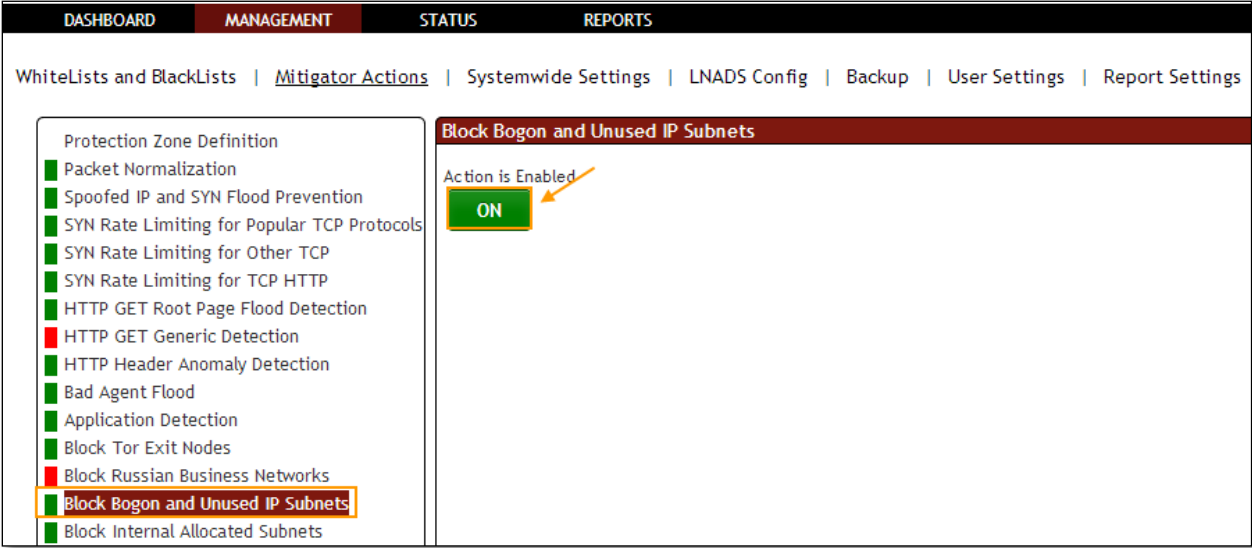 DASHBOARD MANAGEMENT STATUS REPORTS
WhiteLists and BlackLists | Mitigator Actions | Systemwide Settings | LNADS Config | Backup | User Settings | Report Settings
Protection Zone Definition
Packet Normalization
Spoofed IP and SYN Flood Prevention
SYN Rate Limiting for Popular TCP Protocols
SYN Rate Limiting for Other TCP
SYN Rate Limiting for TCP HTTP
HTTP GET Root Page Flood Detection
HTTP GET Generic Detection
HTTP Header Anomaly Detection
Bad Agent Flood
Application Detection
Block Tor Exit Nodes
Block Russian Business Networks
Block Bogon and Unused IP Subnets
Block Internal Allocated Subnets
Block Bogon and Unused IP Subnets
Action is Enabled
ON